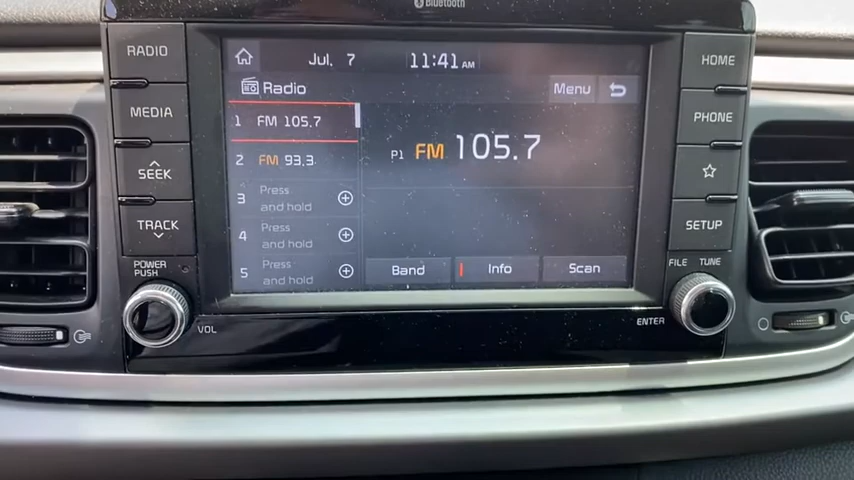 Bluetooth
RADIO
MEDIA
SEEK
TRACK
POWER
PUSH
VOL
Jul. 7
11:41 AM
Radio
Menu
1 FM 105.7
2 FM 93.3
3 Press
and hold
4 Press
and hold
5 Press
and hold
P1 FM 105.7
Band
Info
Scan
HOME
PHONE
SETUP
FILE TUNE
ENTER